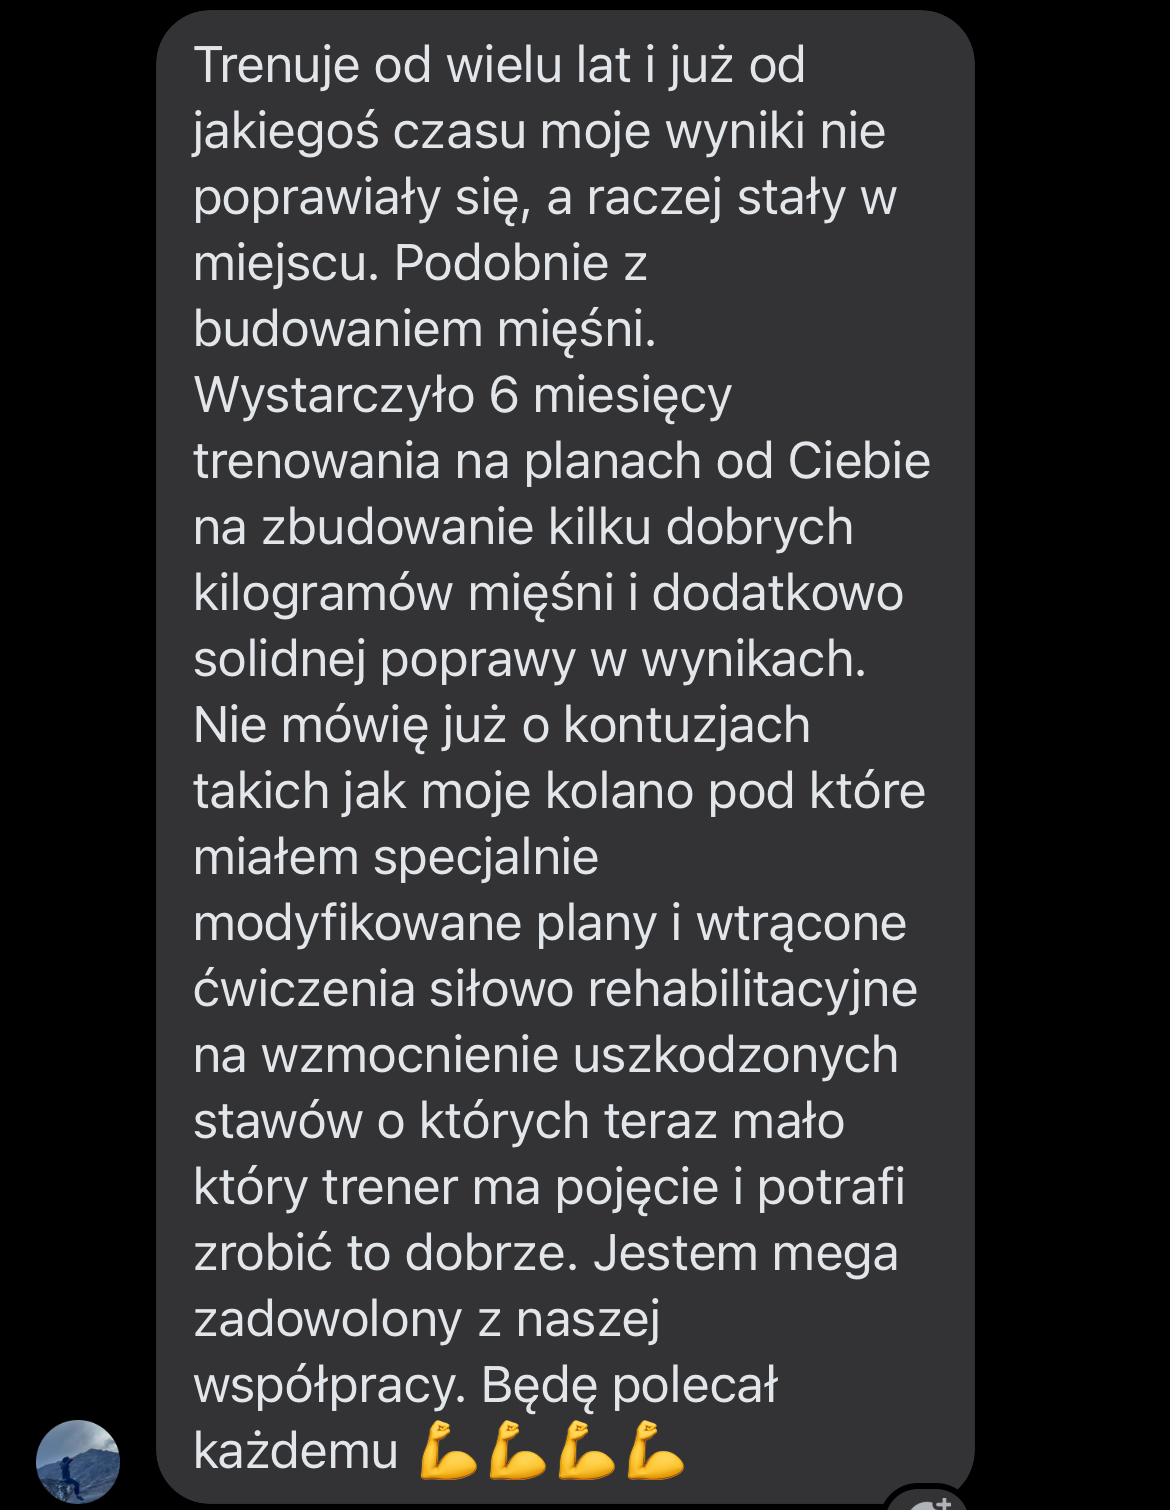 Trenuje od wielu lat i już od
jakiegoś czasu moje wyniki nie
poprawiały się, a raczej stały w
miejscu. Podobnie z
budowaniem mięśni.
Wystarczyło 6 miesięcy
trenowania na planach od Ciebie
na zbudowanie kilku dobrych
kilogramów mięśni i dodatkowo
solidnej poprawy w wynikach.
Nie mówię już o kontuzjach
takich jak moje kolano pod które
miałem specjalnie
modyfikowane plany i wtrącone
ćwiczenia siłowo rehabilitacyjne
na wzmocnienie uszkodzonych
stawów o których teraz mało
który trener ma pojęcie i potrafi
zrobić to dobrze. Jestem mega
zadowolony z naszej
współpracy. Będę polecał
każdemu 💪💪💪💪